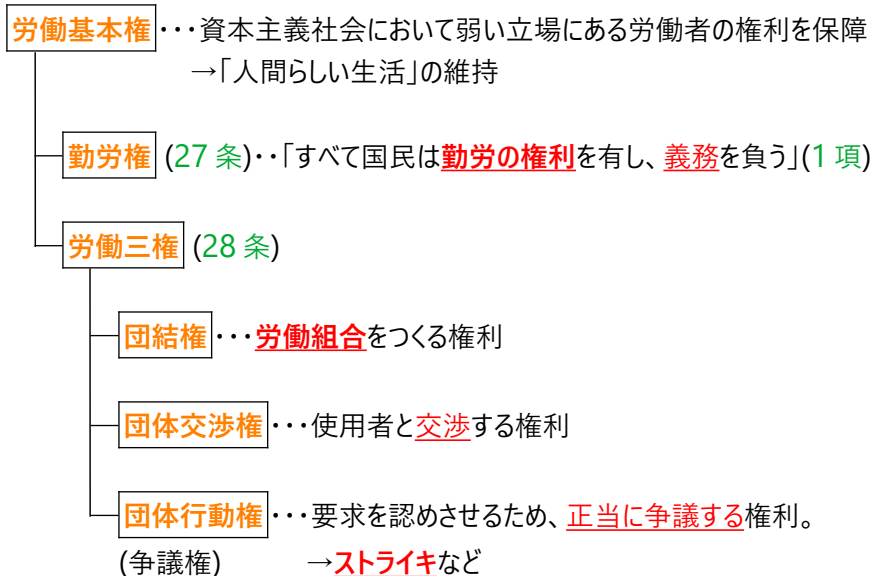 労働基本権・・・資本主義社会において弱い立場にある労働者の権利を保障
→「人間らしい生活」の維持
勤労権 (27 条)・・「すべて国民は勤労の権利を有し、義務を負う」(1 項)
労働三権 (28 条)
団結権・・・労働組合をつくる権利
団体交渉権・・・使用者と交渉する権利
団体行動権・・・要求を認めさせるため、正当に争議する権利。
(争議権) →ストライキなど